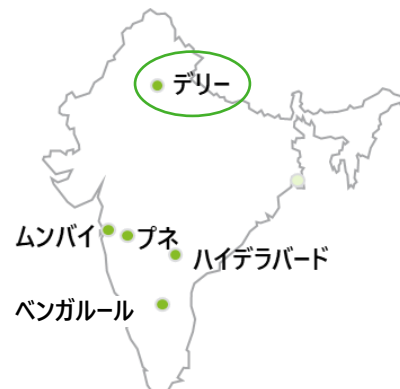 デリー
ムンバイ
プネ
ハイデラバード
ベンガルール